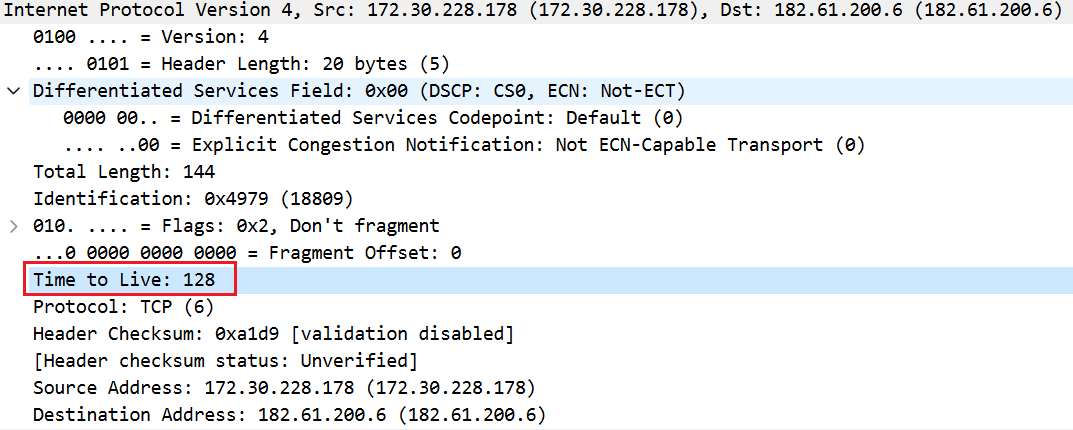 Internet Protocol Version 4, Src: 172.30.228.178 (172.30.228.178), Dst: 182.61.200.6 (182.61.200.6)
0100 .... = Version: 4
.... 0101 = Header Length: 20 bytes (5)
Differentiated Services Field: 0x00 (DSCP: CS0, ECN: Not-ECT)
0000 00.. = Differentiated Services Codepoint: Default (0)
.... ..00 = Explicit Congestion Notification: Not ECN-Capable Transport (0)
Total Length: 144
Identification: 0x4979 (18809)
010. .... = Flags: 0x2, Don't fragment
...0 0000 0000 0000 = Fragment Offset: 0
Time to Live: 128
Protocol: TCP (6)
Header Checksum: 0xa1d9 [validation disabled]
[Header checksum status: Unverified]
Source Address: 172.30.228.178 (172.30.228.178)
Destination Address: 182.61.200.6 (182.61.200.6)